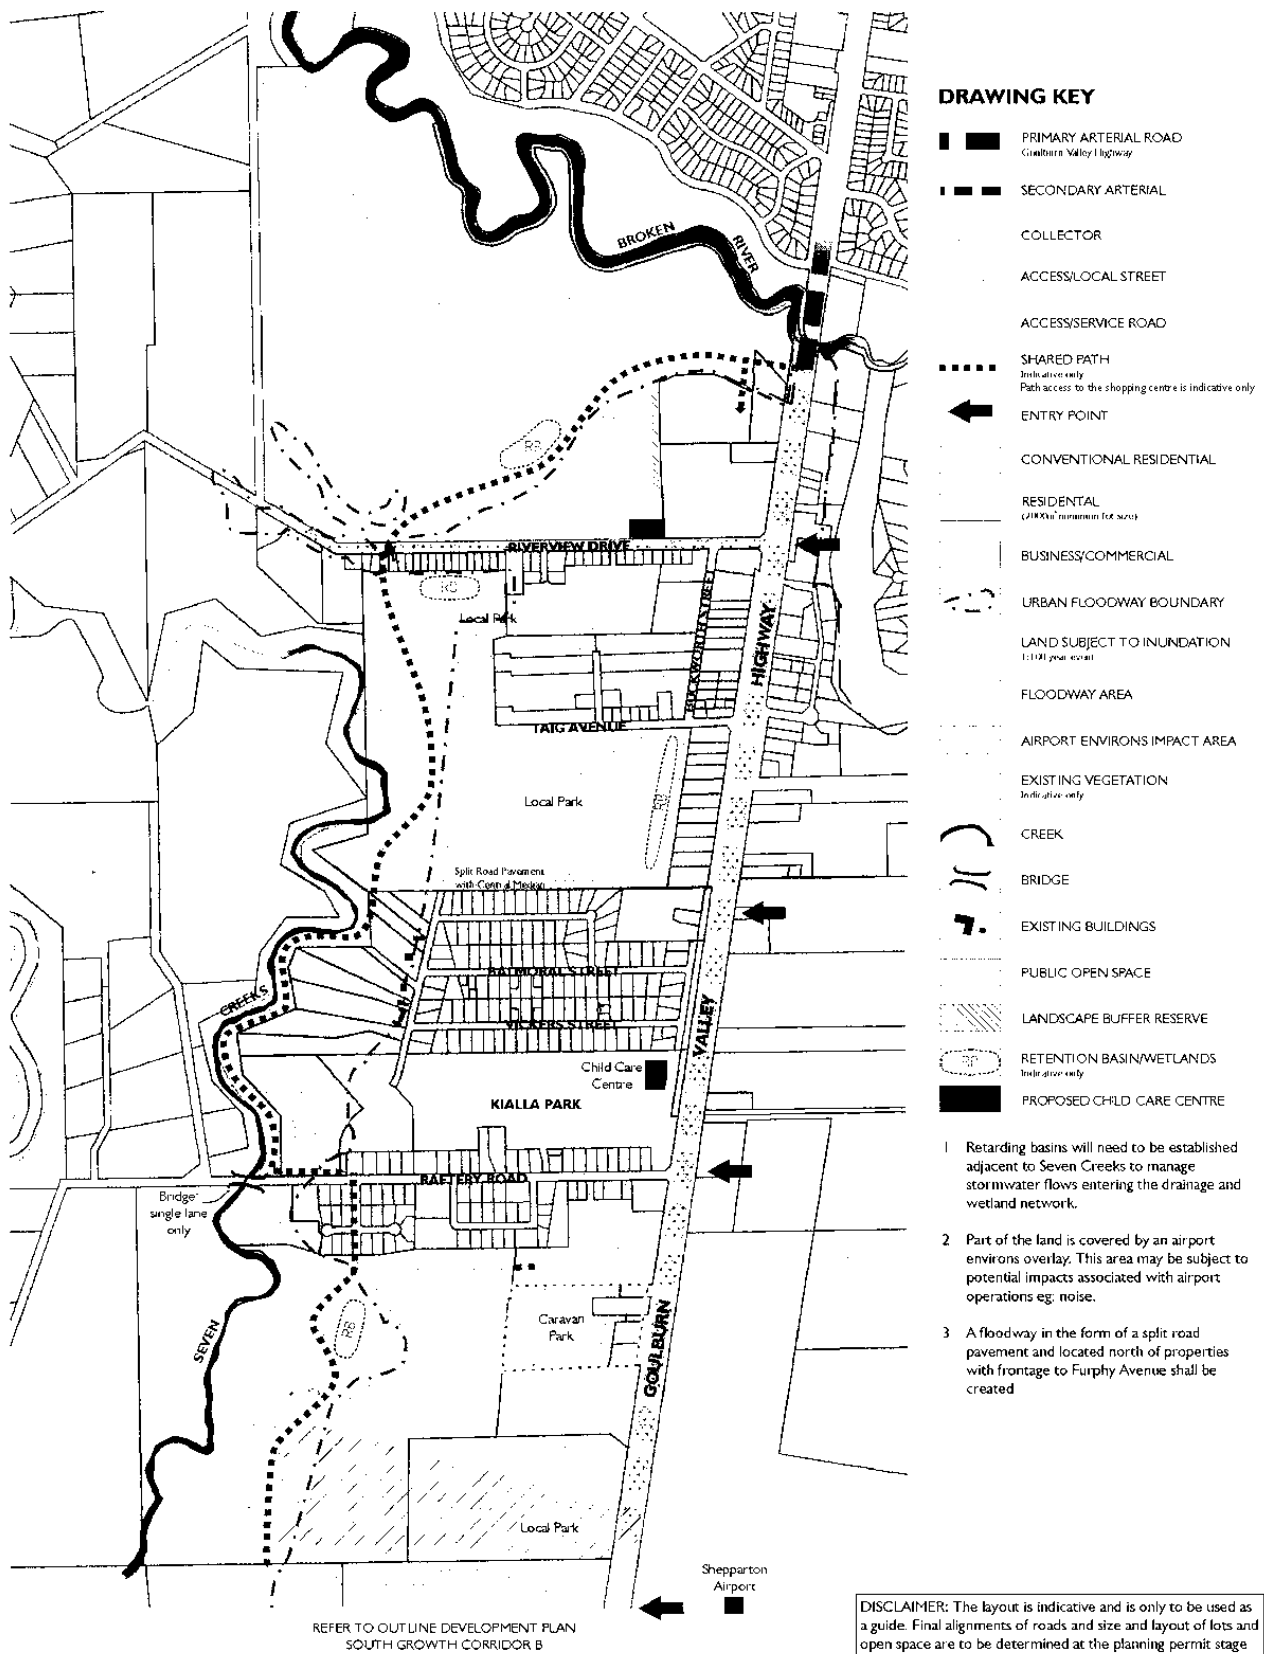 DRAWING KEY
PRIMARY ARTERIAL ROAD
Goulburn Valley Highway
SECONDARY ARTERIAL
COLLECTOR
ACCESS/LOCAL STREET
ACCESS/SERVICE ROAD
SHARED PATH
Indicative only
Path access to the shopping centre is indicative only
ENTRY POINT
CONVENTIONAL RESIDENTIAL
RESIDENTAL
BUSINESS/COMMERCIAL
URBAN FLOODWAY BOUNDARY
LAND SUBJECT TO INUNDATION
1:100 year event
FLOODWAY AREA
AIRPORT ENVIRONS IMPACT AREA
EXISTING VEGETATION
Indicative only
CREEK
BRIDGE
EXISTING BUILDINGS
PUBLIC OPEN SPACE
LANDSCAPE BUFFER RESERVE
RETENTION BASIN/WETLANDS
Indicative only
PROPOSED CHILD CARE CENTRE
1 Retarding basins will need to be established
adjacent to Seven Creeks to manage
stormwater flows entering the drainage and
wetland network.
2 Part of the land is covered by an airport
environs overlay. This area may be subject to
potential impacts associated with airport
operations eg: noise.
3 A floodway in the form of a split road
pavement and located north of properties
with frontage to Furphy Avenue shall be
created
BROKEN
RIVER
RB
RIVERVIEW DRIVE
RB
Local Park
BUCKWORTH STREET
HIGHWAY
TAIG AVENUE
Local Park
RB
Split Road Pavement
with Central Median
BALMORAL STREET
CREEKS
VICKERS STREET
VALLEY
Child Care
Centre
KIALLA PARK
RAFTERY ROAD
Bridge
single lane
only
Caravan
Park
RB
SEVEN
GOULBURN
Local Park
Shepparton
Airport
REFER TO OUTLINE DEVELOPMENT PLAN
SOUTH GROWTH CORRIDOR B
DISCLAIMER: The layout is indicative and is only to be used as
a guide. Final alignments of roads and size and layout of lots and
open space are to be determined at the planning permit stage